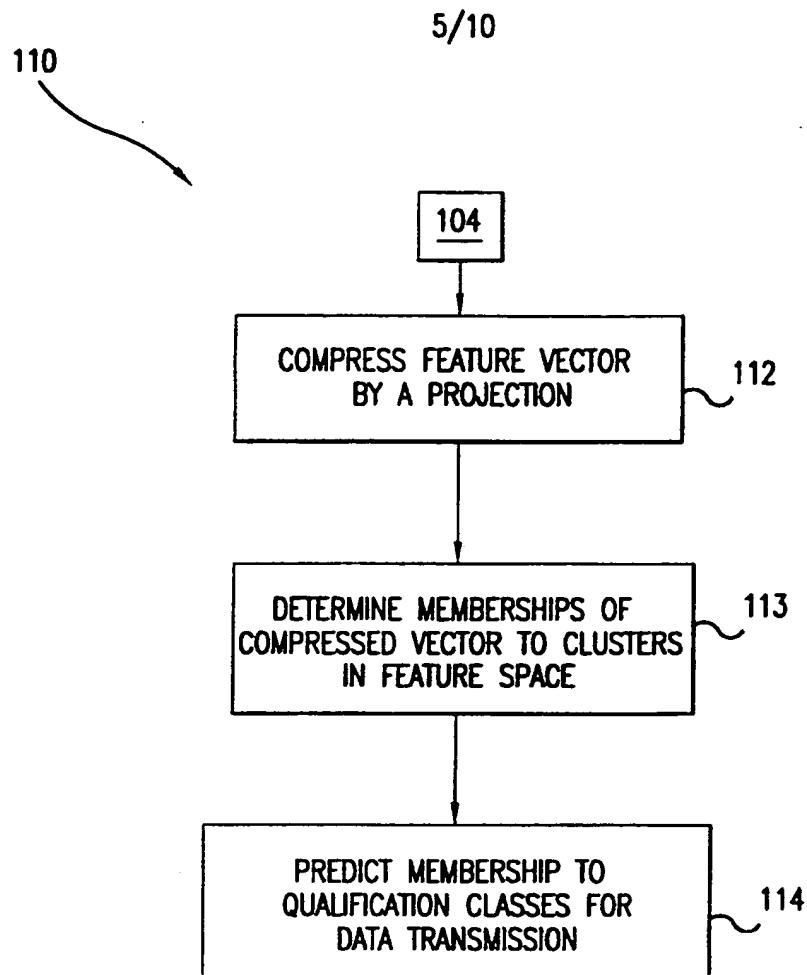 5/10
110
104
COMPRESS FEATURE VECTOR
BY A PROJECTION
112
DETERMINE MEMBERSHIPS OF
COMPRESSED VECTOR TO CLUSTERS
IN FEATURE SPACE
113
PREDICT MEMBERSHIP TO
QUALIFICATION CLASSES FOR
DATA TRANSMISSION
114